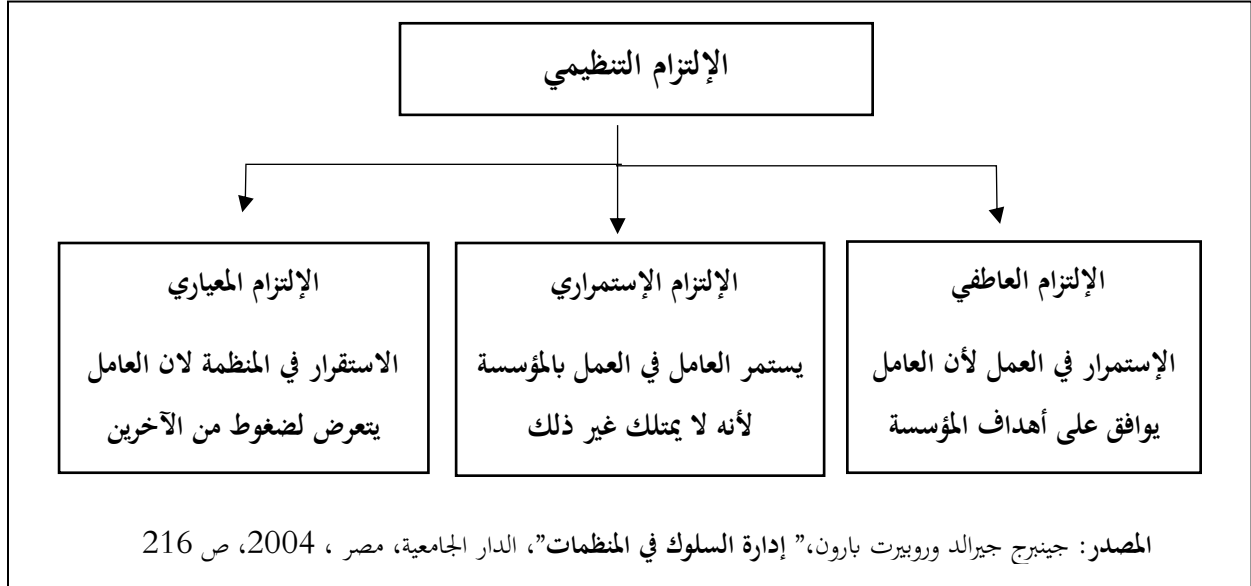 الإلتزام التنظيمي
الإلتزام العاطفي
الإستمرار في العمل لأن العامل
يوافق على أهداف المؤسسة
الإلتزام الإستمراري
يستمر العامل في العمل بالمؤسسة
لأنه لا يمتلك غير ذلك
الإلتزام المعياري
الاستقرار في المنظمة لان العامل
يتعرض لضغوط من الآخرين
المصدر: جينبرج جيرالد وروبيرت بارون،” إدارة السلوك في المنظمات”، الدار الجامعية، مصر ، 2004، ص 216